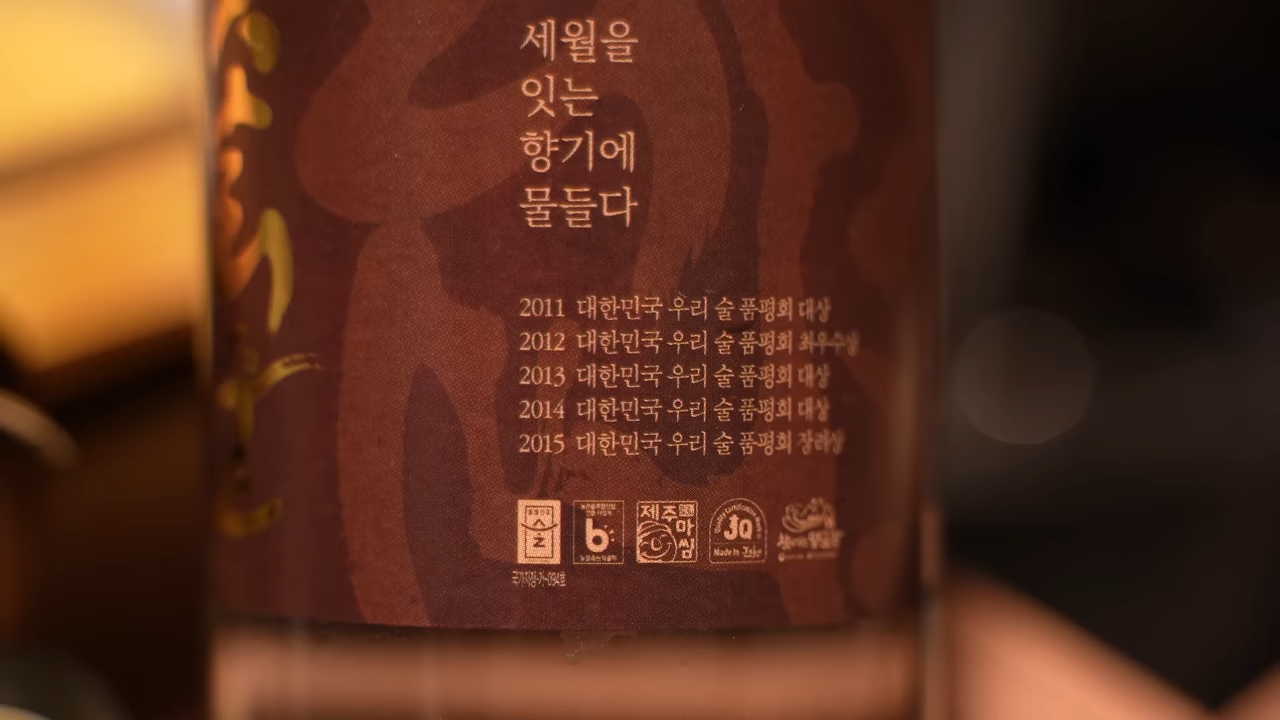 세월을
잇는
향기에
물들다
2011 대한민국 우리 술 품평회 대상
2012 대한민국 우리 술 품평회 최우수상
2013 대한민국 우리 술 품평회 대상
2014 대한민국 우리 술 품평회 대상
2015 대한민국 우리 술 품평회 장려상
술
b
제주
마
씸
JQ
Made in